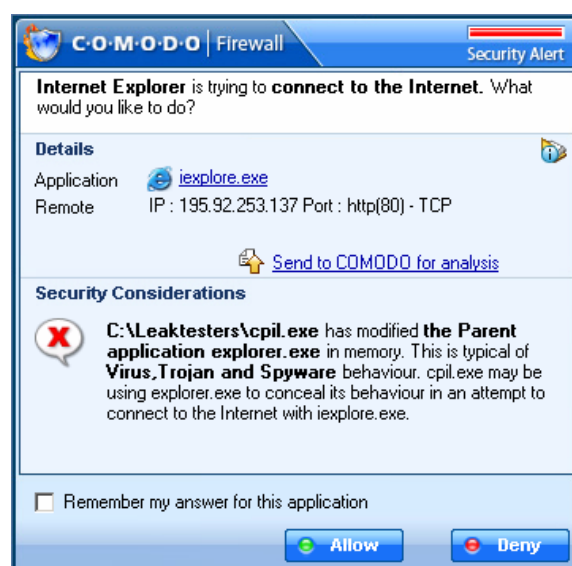 C·O·M·O·D·O | Firewall
Security Alert
Internet Explorer is trying to connect to the Internet. What
would you like to do?
Details
Application iexplore.exe
Remote IP : 195.92.253.137 Port : http(80) - TCP
Send to COMODO for analysis
Security Considerations
C:\Leaktesters\cpil.exe has modified the Parent
application explorer.exe in memory. This is typical of
Virus,Trojan and Spyware behaviour. cpil.exe may be
using explorer.exe to conceal its behaviour in an attempt to
connect to the Internet with iexplore.exe.
Remember my answer for this application
Allow
Deny